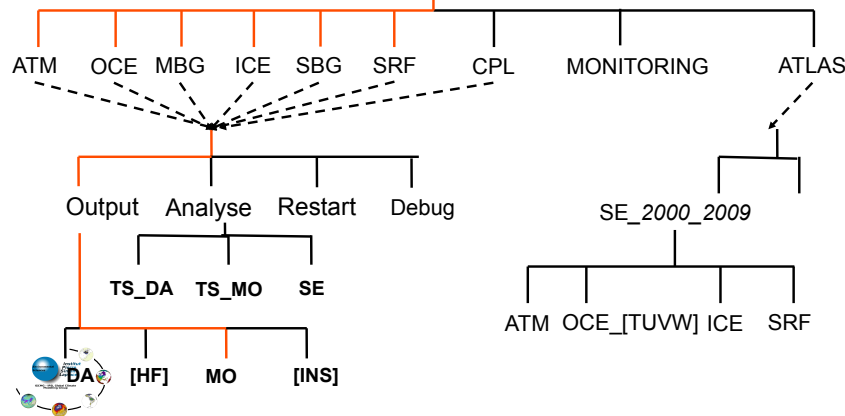 ATM OCE MBG ICE SBG SRF CPL MONITORING ATLAS
Output Analyse Restart Debug
SE_2000_2009
TS_DA TS_MO SE
ATM OCE_[TUVW] ICE SRF
DA [HF] MO [INS]